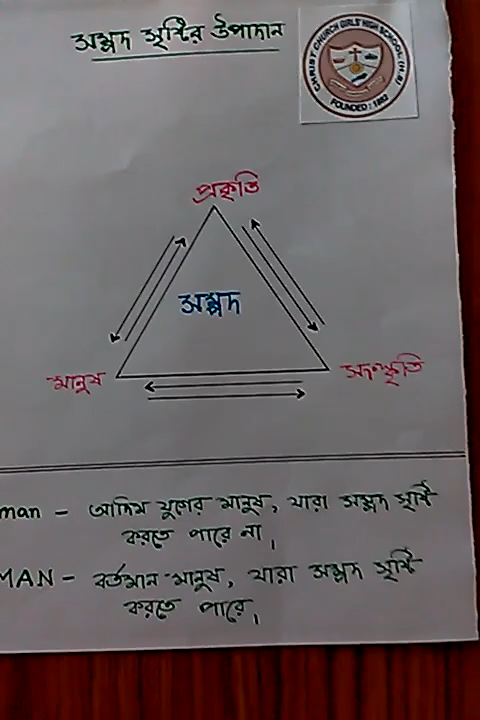 সম্পদ সৃষ্টির উপাদান
CHRIST CHURCH GIRLS' HIGH SCHOOL (H.S)
FOUNDED: 1882
প্রকৃতি
সম্পদ
মানুষ
সংস্কৃতি
man - আদিম যুগের মানুষ, যারা সম্পদ সৃষ্টি
করতে পারে না।
MAN - বর্তমান মানুষ, যারা সম্পদ সৃষ্টি
করতে পারে।